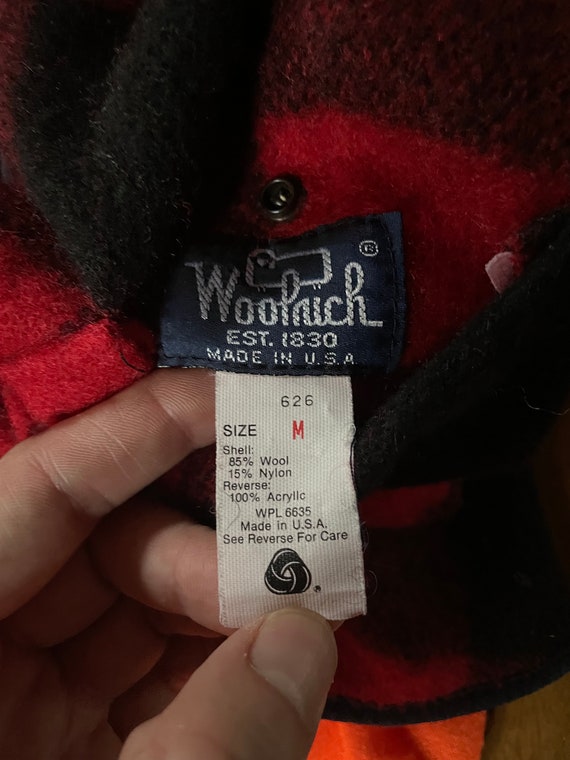 ®
Woolrich
EST. 1830
MADE IN U.S.A
626
SIZE M
Shell:
85% Wool
15% Nylon
Reverse:
100% Acrylic
WPL 6635
Made in U.S.A.
See Reverse For Care
®